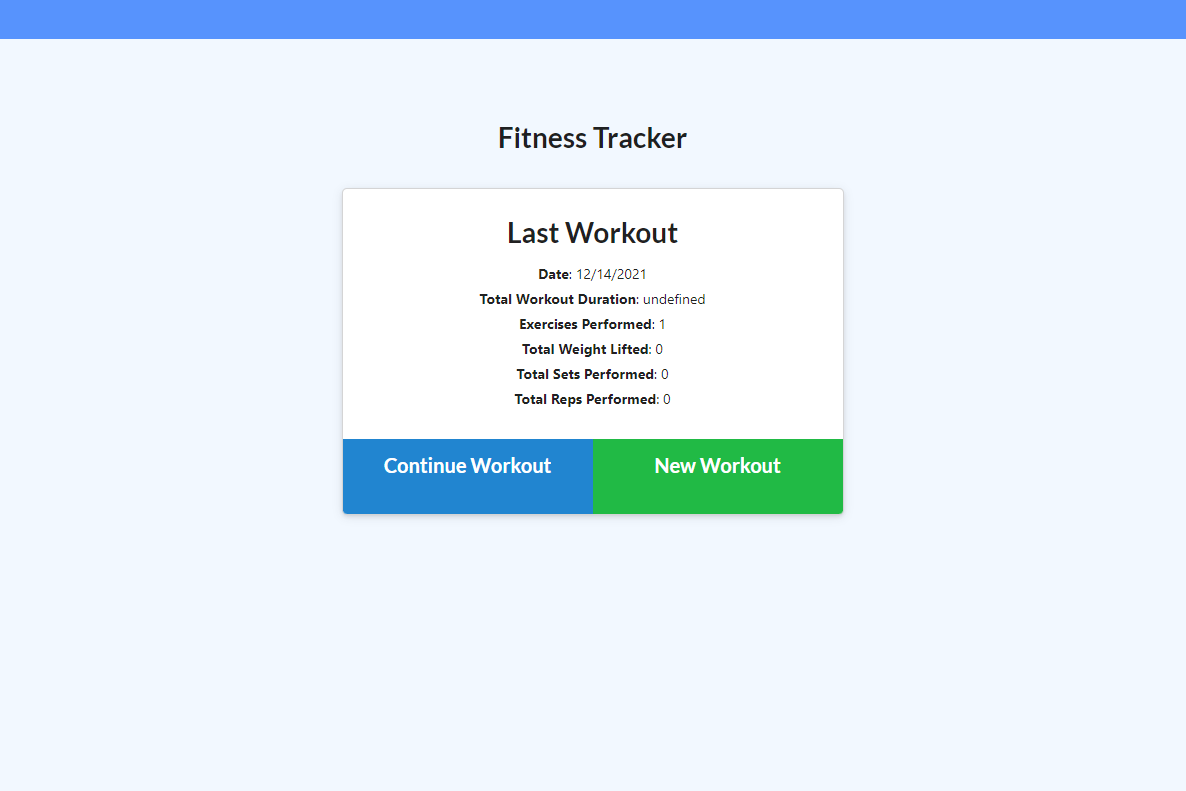 Fitness Tracker
Last Workout
Date: 12/14/2021
Total Workout Duration: undefined
Exercises Performed: 1
Total Weight Lifted: 0
Total Sets Performed: 0
Total Reps Performed: 0
Continue Workout New Workout